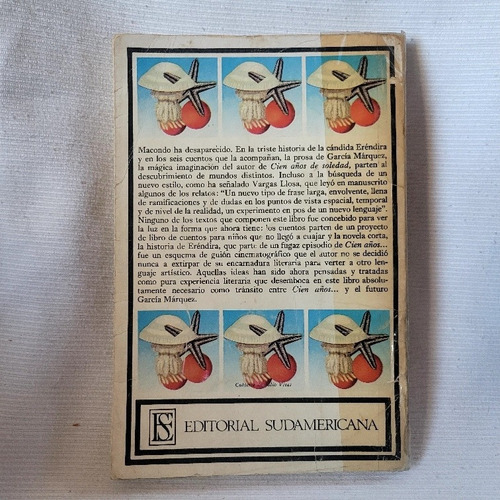 Macondo ha desaparecido. En la triste historia de la cándida Eréndira
y en los seis cuentos que la acompañan, la prosa de García Márquez,
la mágica imaginación del autor de Cien años de soledad, parten al
descubrimiento de mundos distintos. Incluso a la búsqueda de un
nuevo estilo, como ha señalado Vargas Llosa, que leyó en manuscrito
algunos de los relatos: "Un nuevo tipo de frase larga, envolvente, llena
de ramificaciones y de dudas en los puntos de vista espacial, temporal
y de nivel de la realidad, un experimento en pos de un nuevo lenguaje".
Ninguno de los textos que componen este libro fue concebido para ver
la luz en la forma que ahora tiene: los cuentos parten de un proyecto
de libro de cuentos para niños que no llegó a cuajar y la novela corta,
la historia de Eréndira, que parte de un fugaz episodio de Cien años...
fue un esquema de guión cinematográfico que el autor no se decidió
nunca a extirpar de su encarnadura literaria para verter a otro len-
guaje artístico. Aquellas ideas han sido ahora pensadas y tratadas
como pura experiencia literaria que desemboca en este libro absolu-
tamente necesario como tránsito entre Cien años... y el futuro
García Márquez.
ES
EDITORIAL SUDAMERICANA